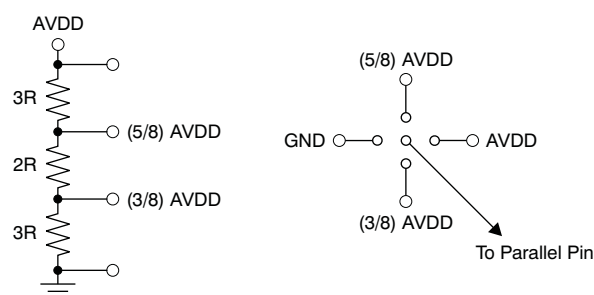 AVDD
3R
(5/8) AVDD
2R
(3/8) AVDD
3R
(5/8) AVDD
GND
AVDD
(3/8) AVDD
To Parallel Pin